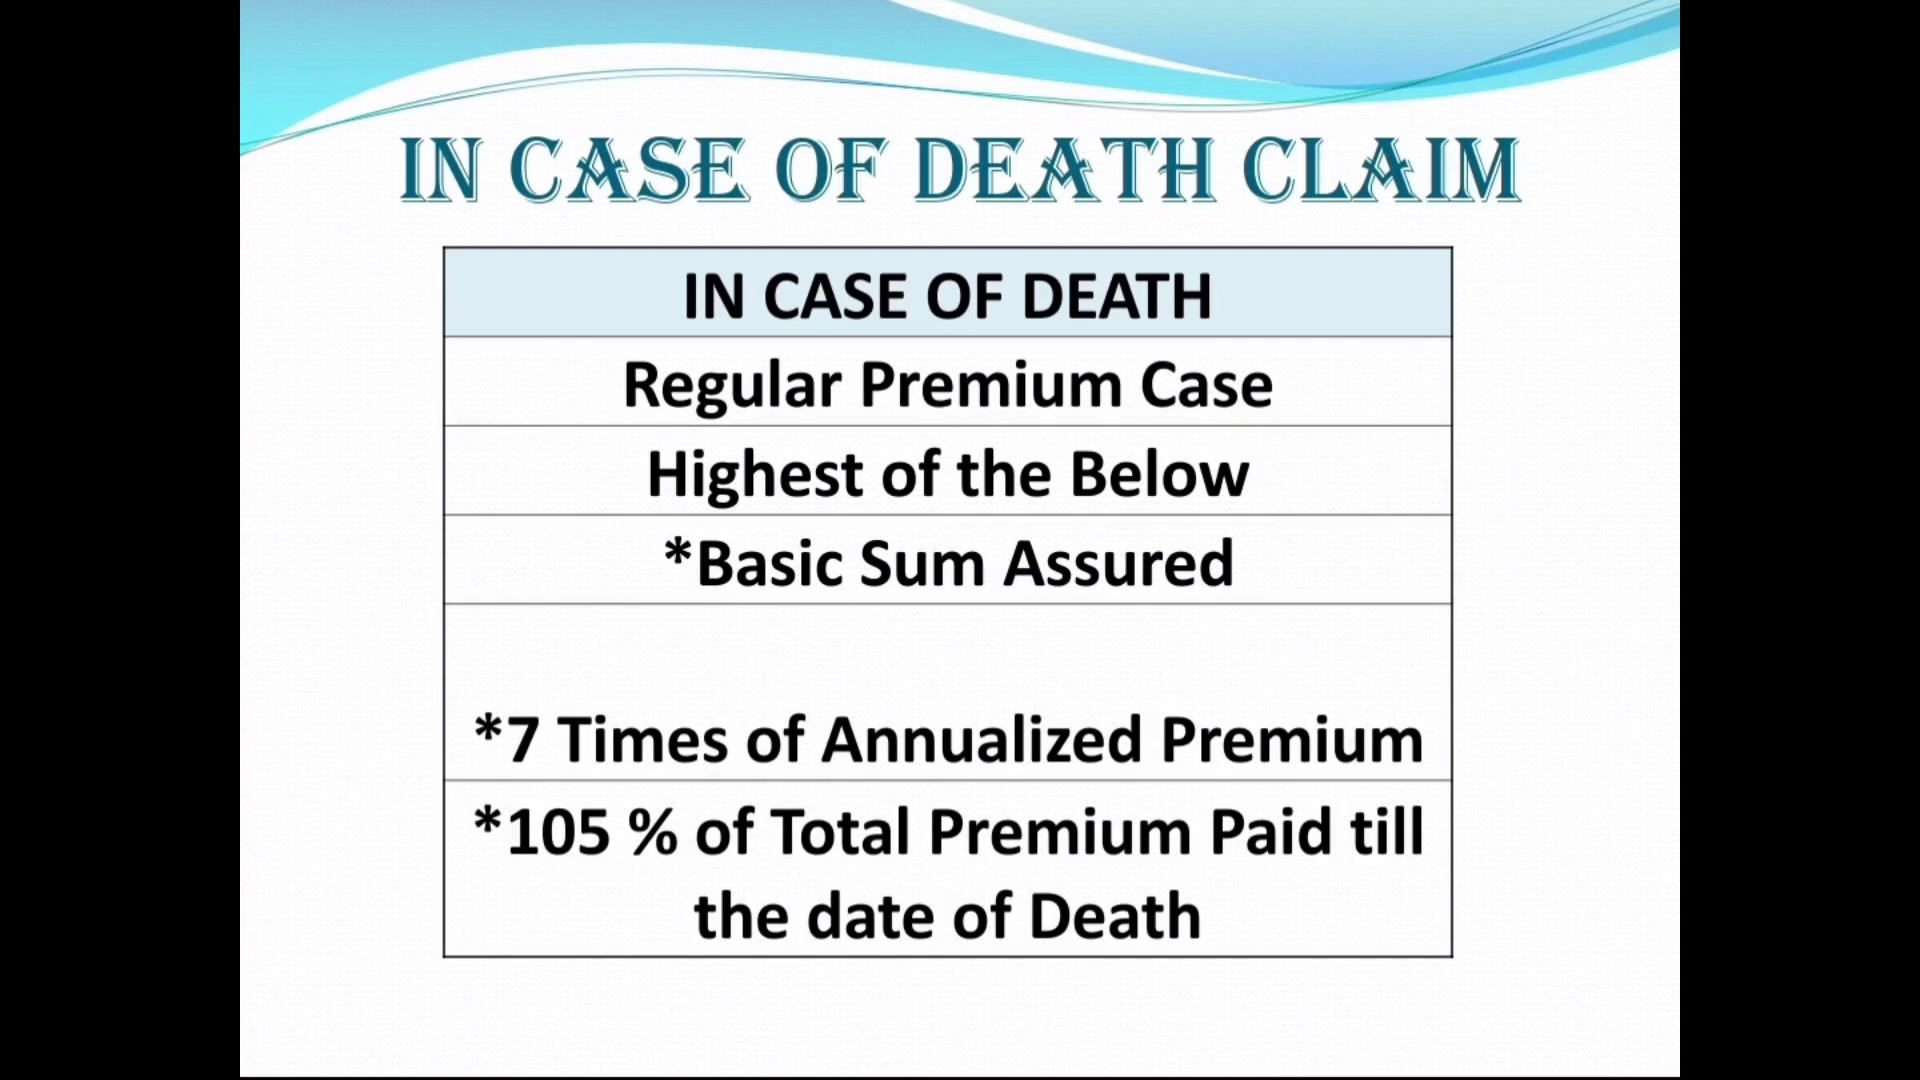 IN CASE OF DEATH CLAIM
IN CASE OF DEATH
Regular Premium Case
Highest of the Below
*Basic Sum Assured
*7 Times of Annualized Premium
*105 % of Total Premium Paid till
the date of Death